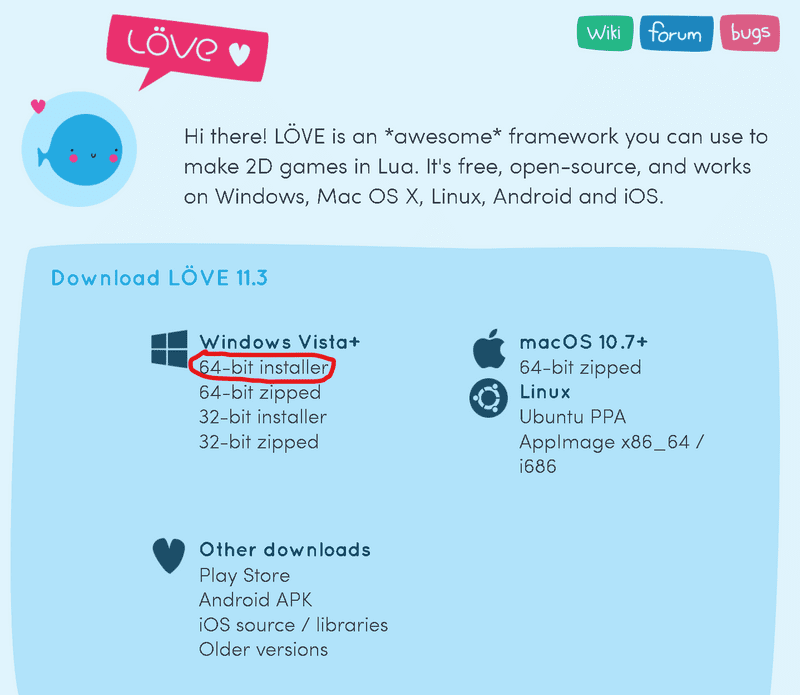 LÖVE
Wiki
forum
bugs
Hi there! LÖVE is an *awesome* framework you can use to
make 2D games in Lua. It's free, open-source, and works
on Windows, Mac OS X, Linux, Android and iOS.
Download LÖVE 11.3
Windows Vista+
64-bit installer
64-bit zipped
32-bit installer
32-bit zipped
macOS 10.7+
64-bit zipped
Linux
Ubuntu PPA
AppImage x86_64 /
i686
Other downloads
Play Store
Android APK
iOS source / libraries
Older versions